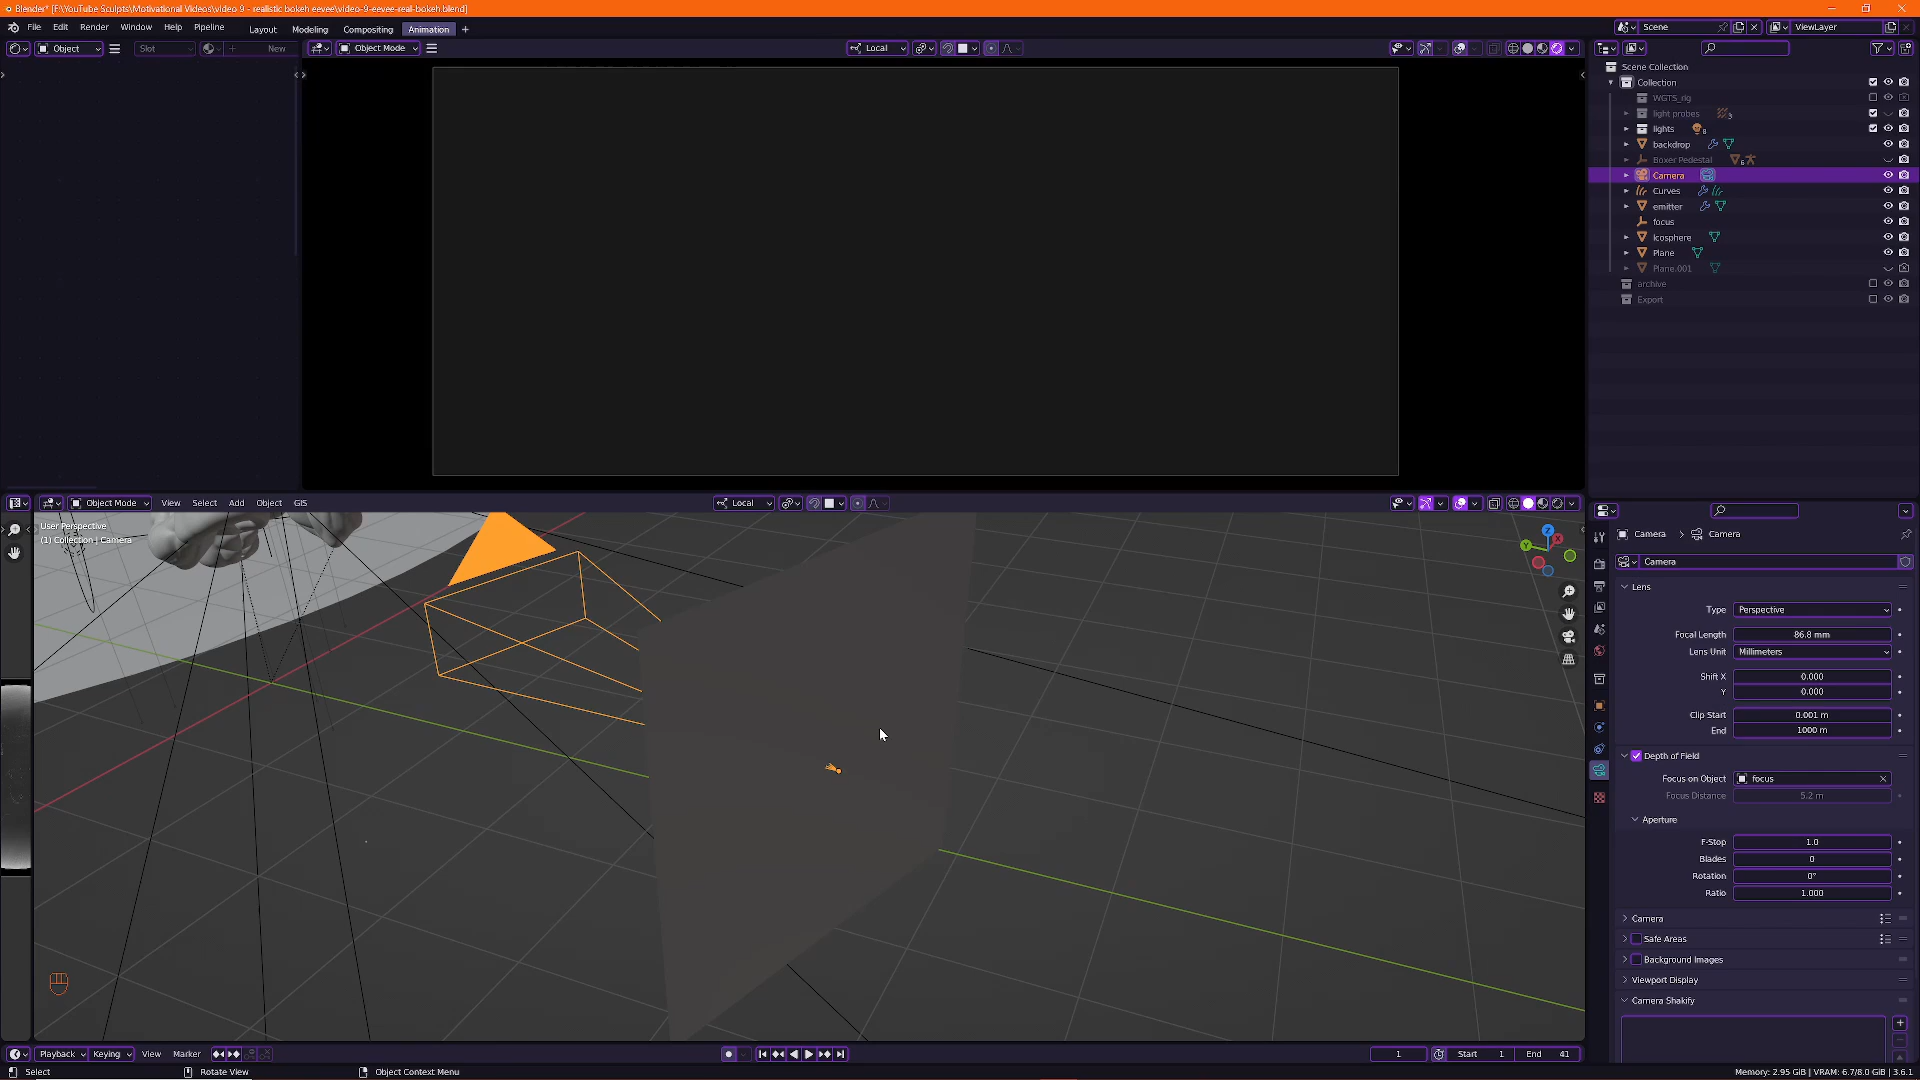 Blender* [F:\YouTube Sculpts\Motivational Videos\video 9 - realistic bokeh eevee\video-9-eevee-real-bokeh.blend]
File Edit Render Window Help Pipeline
Layout Modeling Compositing Animation +
Scene
ViewLayer
Object
Slot
New
Object Mode
Local
Scene Collection
Collection
WGTS_rig
light probes
3
lights
8
backdrop
Boxer Pedestal
6
Camera
Curves
emitter
focus
Icosphere
Plane
Plane.001
archive
Export
Object Mode View Select Add Object GIS
Local
User Perspective
(1) Collection | Camera
Z
X
Y
Camera > Camera
Camera
Lens
Type Perspective
Focal Length 86.8 mm
Lens Unit Millimeters
Shift X 0.000
Y 0.000
Clip Start 0.001 m
End 1000 m
Depth of Field
Focus on Object focus
Focus Distance 5.2 m
Aperture
F-Stop 1.0
Blades 0
Rotation 0°
Ratio 1.000
Camera
Safe Areas
Background Images
Viewport Display
Camera Shakify
Playback Keying View Marker
1
Start 1
End 41
Select
Rotate View
Object Context Menu
Memory: 2.95 GiB | VRAM: 6.7/8.0 GiB | 3.6.1